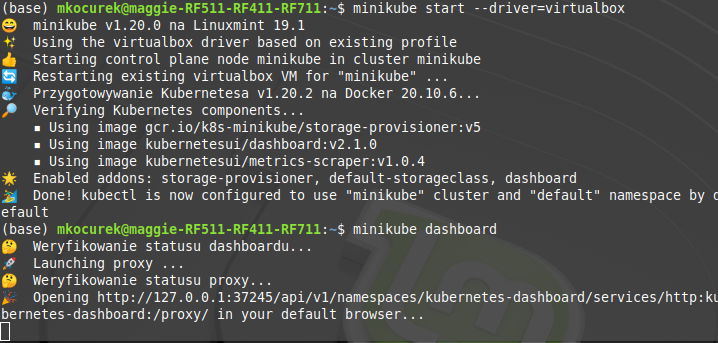 (base) mkocurek@maggie-RF511-RF411-RF711:~$ minikube start --driver=virtualbox
😄  minikube v1.20.0 na Linuxmint 19.1
✨  Using the virtualbox driver based on existing profile
👍  Starting control plane node minikube in cluster minikube
🔄  Restarting existing virtualbox VM for "minikube" ...
🐳  Przygotowywanie Kubernetesa v1.20.2 na Docker 20.10.6...
🔎  Verifying Kubernetes components...
    ▪ Using image gcr.io/k8s-minikube/storage-provisioner:v5
    ▪ Using image kubernetesui/dashboard:v2.1.0
    ▪ Using image kubernetesui/metrics-scraper:v1.0.4
🌟  Enabled addons: storage-provisioner, default-storageclass, dashboard
🏄  Done! kubectl is now configured to use "minikube" cluster and "default" namespace by d
efault
(base) mkocurek@maggie-RF511-RF411-RF711:~$ minikube dashboard
🤔  Weryfikowanie statusu dashboardu...
🚀  Launching proxy ...
🤔  Weryfikowanie statusu proxy...
🎉  Opening http://127.0.0.1:37245/api/v1/namespaces/kubernetes-dashboard/services/http:ku
bernetes-dashboard:/proxy/ in your default browser...